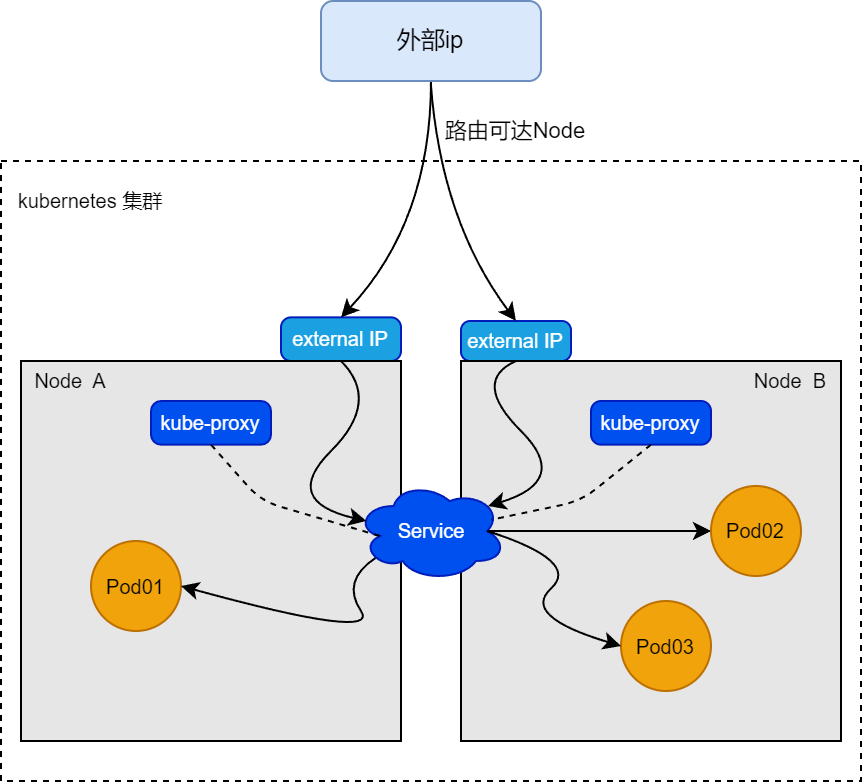 外部ip
路由可达Node
kubernetes 集群
external IP
external IP
Node A
Node B
kube-proxy
kube-proxy
Service
Pod02
Pod01
Pod03